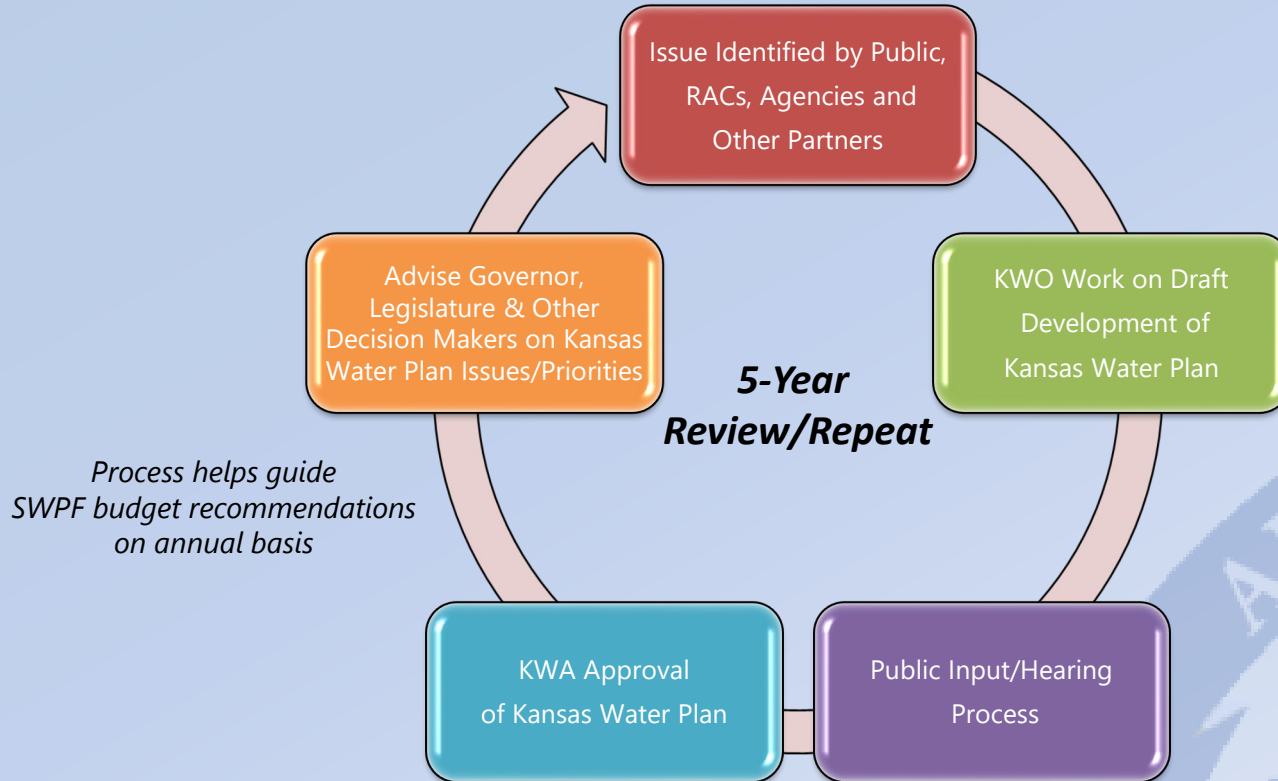 Issue Identified by Public,
RACs, Agencies and
Other Partners
KWO Work on Draft
Development of
Kansas Water Plan
Public Input/Hearing
Process
KWA Approval
of Kansas Water Plan
Advise Governor,
Legislature & Other
Decision Makers on Kansas
Water Plan Issues/Priorities
5-Year
Review/Repeat
Process helps guide
SWPF budget recommendations
on annual basis